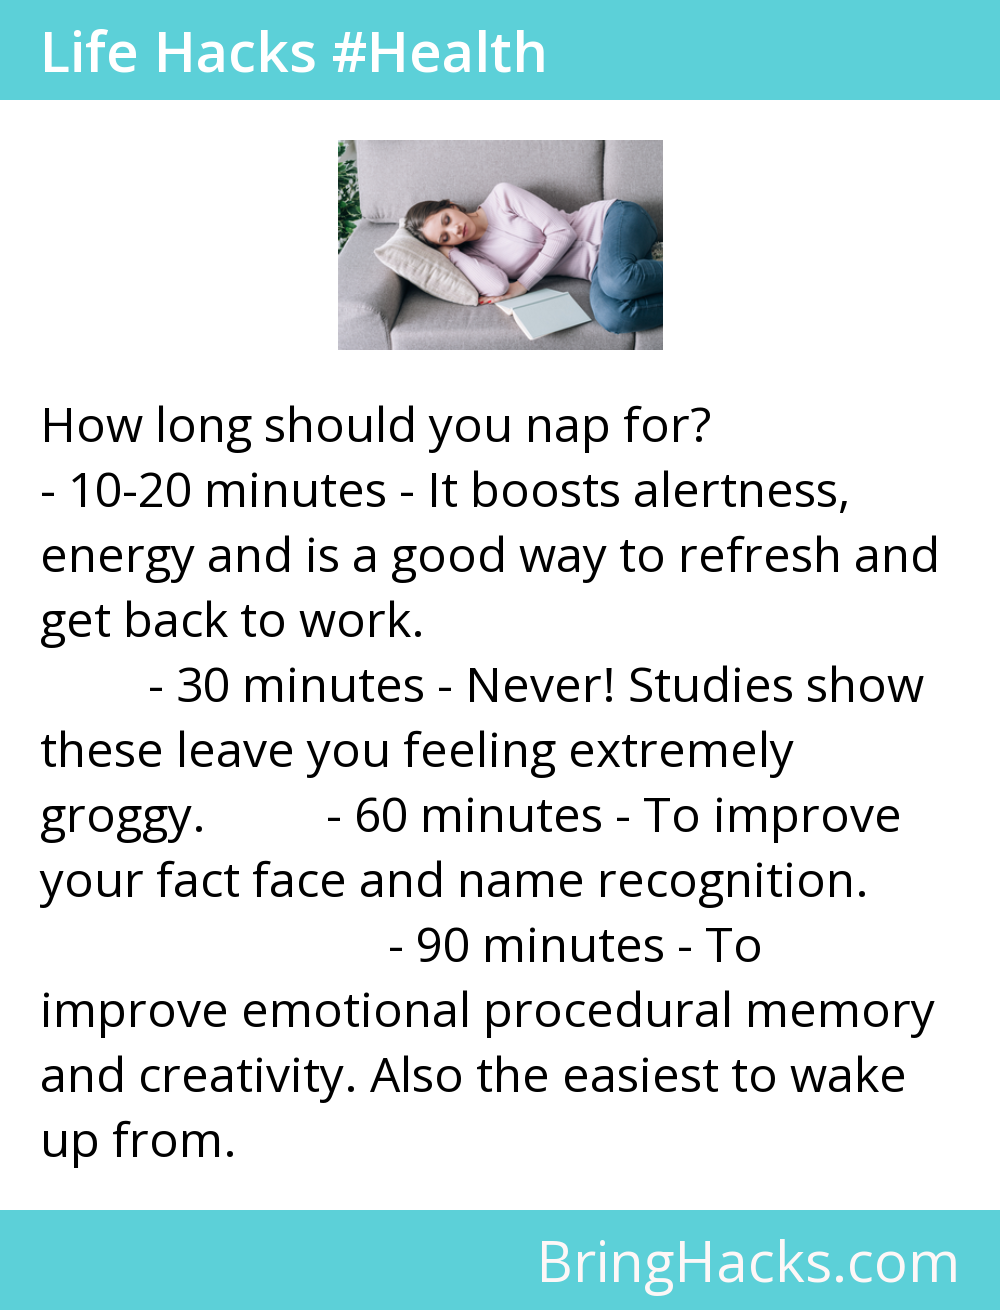 Life Hacks #Health
How long should you nap for?
- 10-20 minutes - It boosts alertness,
energy and is a good way to refresh and
get back to work.
- 30 minutes - Never! Studies show
these leave you feeling extremely
groggy. - 60 minutes - To improve
your fact face and name recognition.
- 90 minutes - To
improve emotional procedural memory
and creativity. Also the easiest to wake
up from.
BringHacks.com